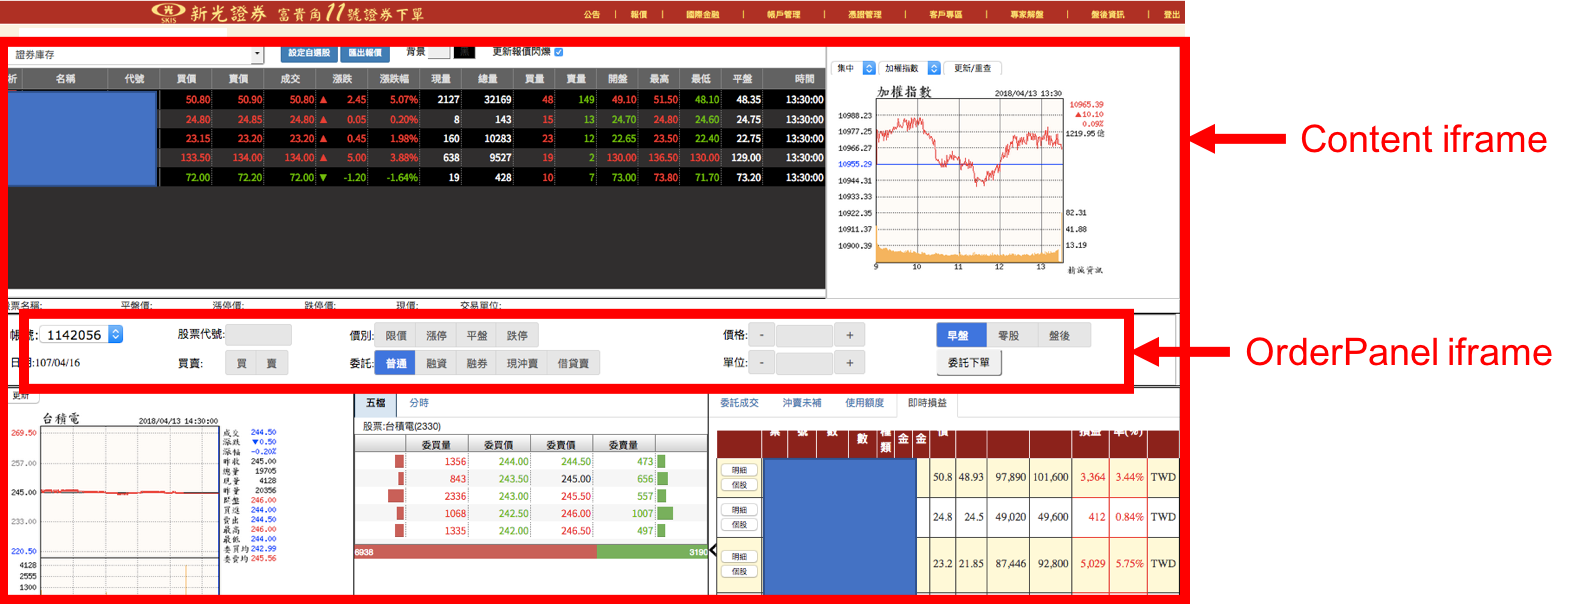 SKIS 新光證券 富貴角11號證券下單
公告 | 報價 | 國際金融 | 帳戶管理 | 憑證管理 | 客戶專區 | 專家解盤 | 盤後資訊 | 登出
證券庫存 設定自選股 匯出報價 背景 更新報價閃爍
析 名稱 代號 買價 賣價 成交 漲跌 漲跌幅 現量 總量 買量 賣量 開盤 最高 最低 平盤 時間
50.80 50.90 50.80 ▲ 2.45 5.07% 2127 32169 48 149 49.10 51.50 48.10 48.35 13:30:00
24.80 24.85 24.80 ▲ 0.05 0.20% 8 143 15 13 24.70 24.80 24.60 24.75 13:30:00
23.15 23.20 23.20 ▲ 0.45 1.98% 160 10283 23 12 22.65 23.50 22.40 22.75 13:30:00
133.50 134.00 134.00 ▲ 5.00 3.88% 638 9527 19 2 130.00 136.50 130.00 129.00 13:30:00
72.00 72.20 72.00 ▼ -1.20 -1.64% 19 428 10 7 73.00 73.80 71.70 73.20 13:30:00
集中 加權指數 更新/重查
加權指數 2018/04/13 13:30
10965.39
▲10.10
0.09%
1219.95 億
10988.23
10977.25
10966.27
10955.29
10944.31
10933.33
10922.35
10911.37
10900.39
82.31
41.88
13.19
9 10 11 12 13
精誠資訊
Content iframe
股票名稱: 平盤價: 漲停價: 跌停價: 現價: 交易單位:
帳號: 1142056 股票代號: 價別: 限價 漲停 平盤 跌停 價格: - + 早盤 零股 盤後
日期:107/04/16 買賣: 買 賣 委託: 普通 融資 融券 現沖賣 借貸賣 單位: - + 委託下單
OrderPanel iframe
更新
台積電 2018/04/13 14:30:00
269.50
257.00
245.00
233.00
220.50
4128
2555
1300
成交 244.50
漲跌 ▼0.50
漲幅 -0.20%
昨收 245.00
總量 19705
現量 4128
昨量 20356
開盤 246.00
買進 244.00
賣出 244.50
最高 246.00
最低 244.00
委買均 242.99
委賣均 245.56
五檔 分時
股票:台積電(2330)
委買量 委買價 委賣價 委賣量
1356 244.00 244.50 473
843 243.50 245.00 656
2336 243.00 245.50 557
1068 242.50 246.00 1007
1335 242.00 246.50 497
6938 3190
委託成交 沖賣未補 使用額度 即時損益
數 種類 金 金
明細 個股 50.8 48.93 97,890 101,600 3,364 3.44% TWD
明細 個股 24.8 24.5 49,020 49,600 412 0.84% TWD
明細 個股 23.2 21.85 87,446 92,800 5,029 5.75% TWD